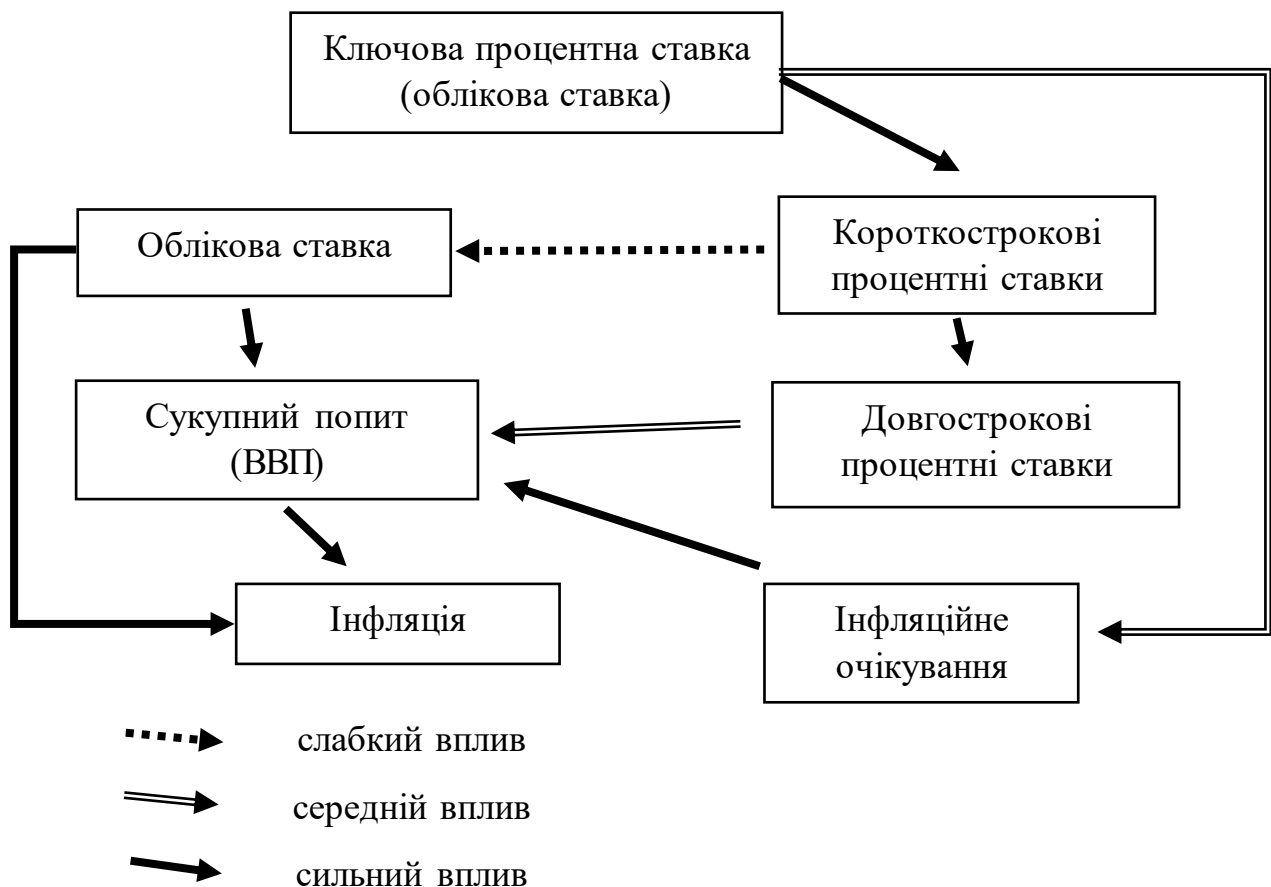 Ключова процентна ставка
(облікова ставка)
Облікова ставка
Короткострокові
процентні ставки
Сукупний попит
(ВВП)
Довгострокові
процентні ставки
Інфляція
Інфляційне
очікування
слабкий вплив
середній вплив
сильний вплив